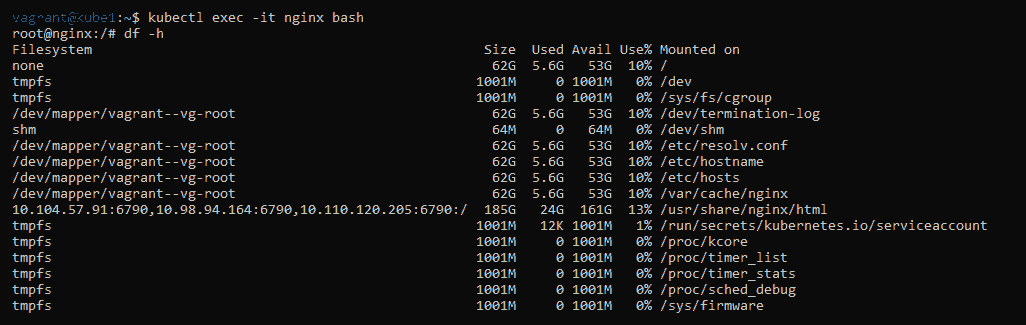 vagrant@kube1:~$ kubectl exec -it nginx bash
root@nginx:/# df -h
Filesystem Size Used Avail Use% Mounted on
none 62G 5.6G 53G 10% /
tmpfs 1001M 0 1001M 0% /dev
tmpfs 1001M 0 1001M 0% /sys/fs/cgroup
/dev/mapper/vagrant--vg-root 62G 5.6G 53G 10% /dev/termination-log
shm 64M 0 64M 0% /dev/shm
/dev/mapper/vagrant--vg-root 62G 5.6G 53G 10% /etc/resolv.conf
/dev/mapper/vagrant--vg-root 62G 5.6G 53G 10% /etc/hostname
/dev/mapper/vagrant--vg-root 62G 5.6G 53G 10% /etc/hosts
/dev/mapper/vagrant--vg-root 62G 5.6G 53G 10% /var/cache/nginx
10.104.57.91:6790,10.98.94.164:6790,10.110.120.205:6790:/ 185G 24G 161G 13% /usr/share/nginx/html
tmpfs 1001M 12K 1001M 1% /run/secrets/kubernetes.io/serviceaccount
tmpfs 1001M 0 1001M 0% /proc/kcore
tmpfs 1001M 0 1001M 0% /proc/timer_list
tmpfs 1001M 0 1001M 0% /proc/timer_stats
tmpfs 1001M 0 1001M 0% /proc/sched_debug
tmpfs 1001M 0 1001M 0% /sys/firmware